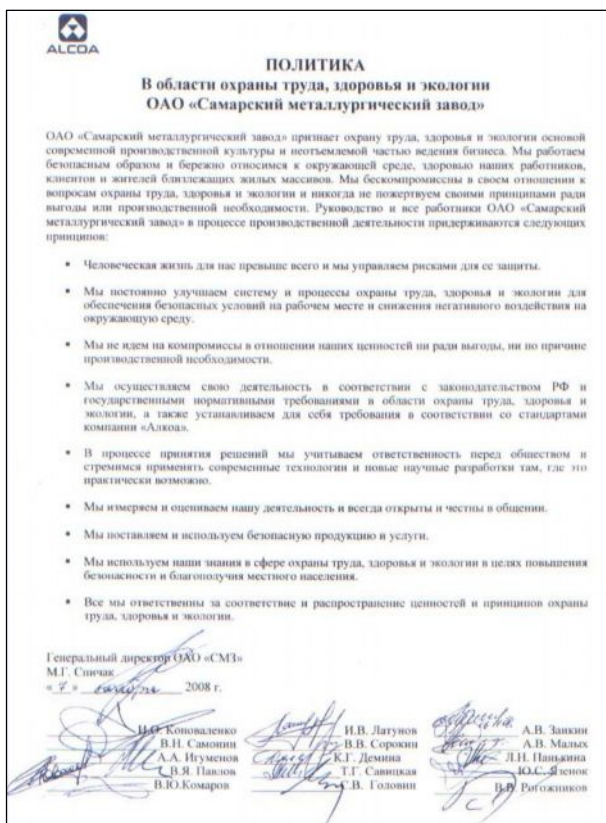 ALCOA
ПОЛИТИКА
В области охраны труда, здоровья и экологии
ОАО «Самарский металлургический завод»
ОАО «Самарский металлургический завод» признает охрану труда, здоровья и экологии основой
современной производственной культуры и неотъемлемой частью ведения бизнеса. Мы работаем
безопасным образом и бережно относимся к окружающей среде, здоровью наших работников,
клиентов и жителей близлежащих жилых массивов. Мы бескомпромиссны в своем отношении к
вопросам охраны труда, здоровья и экологии и никогда не пожертвуем своими принципами ради
выгоды или производственной необходимости. Руководство и все работники ОАО «Самарский
металлургический завод» в процессе производственной деятельности придерживаются следующих
принципов:
▪ Человеческая жизнь для нас превыше всего и мы управляем рисками для ее защиты.
▪ Мы постоянно улучшаем систему и процессы охраны труда, здоровья и экологии для
обеспечения безопасных условий на рабочем месте и снижения негативного воздействия на
окружающую среду.
▪ Мы не идем на компромиссы в отношении наших ценностей ни ради выгоды, ни по причине
производственной необходимости.
▪ Мы осуществляем свою деятельность в соответствии с законодательством РФ и
государственными нормативными требованиями в области охраны труда, здоровья и
экологии, а также устанавливаем для себя требования в соответствии со стандартами
компании «Алкоа».
▪ В процессе принятия решений мы учитываем ответственность перед обществом и
стремимся применять современные технологии и новые научные разработки там, где это
практически возможно.
▪ Мы измеряем и оцениваем нашу деятельность и всегда открыты и честны в общении.
▪ Мы поставляем и используем безопасную продукцию и услуги.
▪ Мы используем наши знания в сфере охраны труда, здоровья и экологии в целях повышения
безопасности и благополучия местного населения.
▪ Все мы ответственны за соответствие и распространение ценностей и принципов охраны
труда, здоровья и экологии.
Генеральный директор ОАО «СМЗ»
М.Г. Спичак
« 7 » октября 2008 г.
И.О. Коноваленко
В.Н. Самонин
А.А. Игуменов
В.Я. Павлов
В.Ю.Комаров
И.В. Латунов
В.В. Сорокин
К.Г. Демина
Т.Г. Савицкая
С.В. Головин
А.В. Заикин
А.В. Малых
Л.Н. Панькина
Ю.С.
В.В. Рогожников